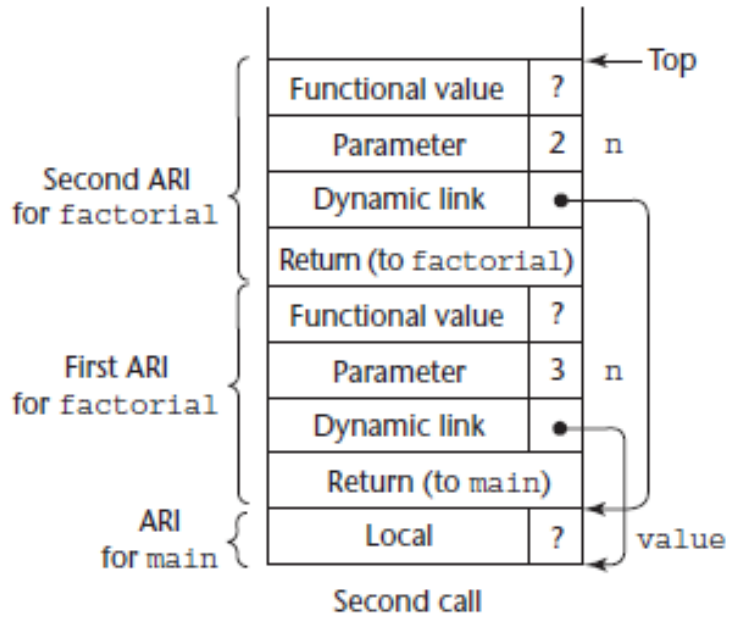 Top
Functional value ?
Parameter 2 n
Second ARI
for factorial
Dynamic link
Return (to factorial)
Functional value ?
First ARI
for factorial
Parameter 3 n
Dynamic link
Return (to main)
ARI
for main
Local ? value
Second call